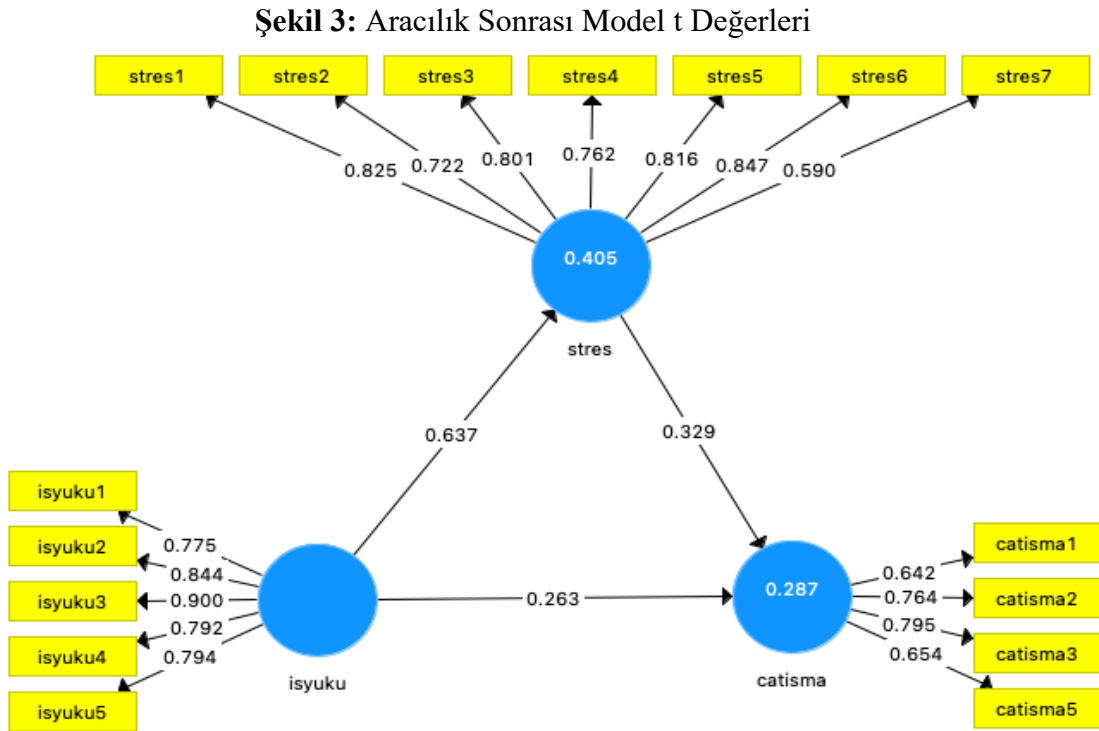 Şekil 3: Aracılık Sonrası Model t Değerleri
stres1 stres2 stres3 stres4 stres5 stres6 stres7
0.825 0.722 0.801 0.762 0.816 0.847 0.590
0.405
stres
0.637 0.329
isyuku1
isyuku2
isyuku3
isyuku4
isyuku5
0.775
0.844
0.900
0.792
0.794
isyuku
0.263
0.287
catisma
0.642
0.764
0.795
0.654
catisma1
catisma2
catisma3
catisma5